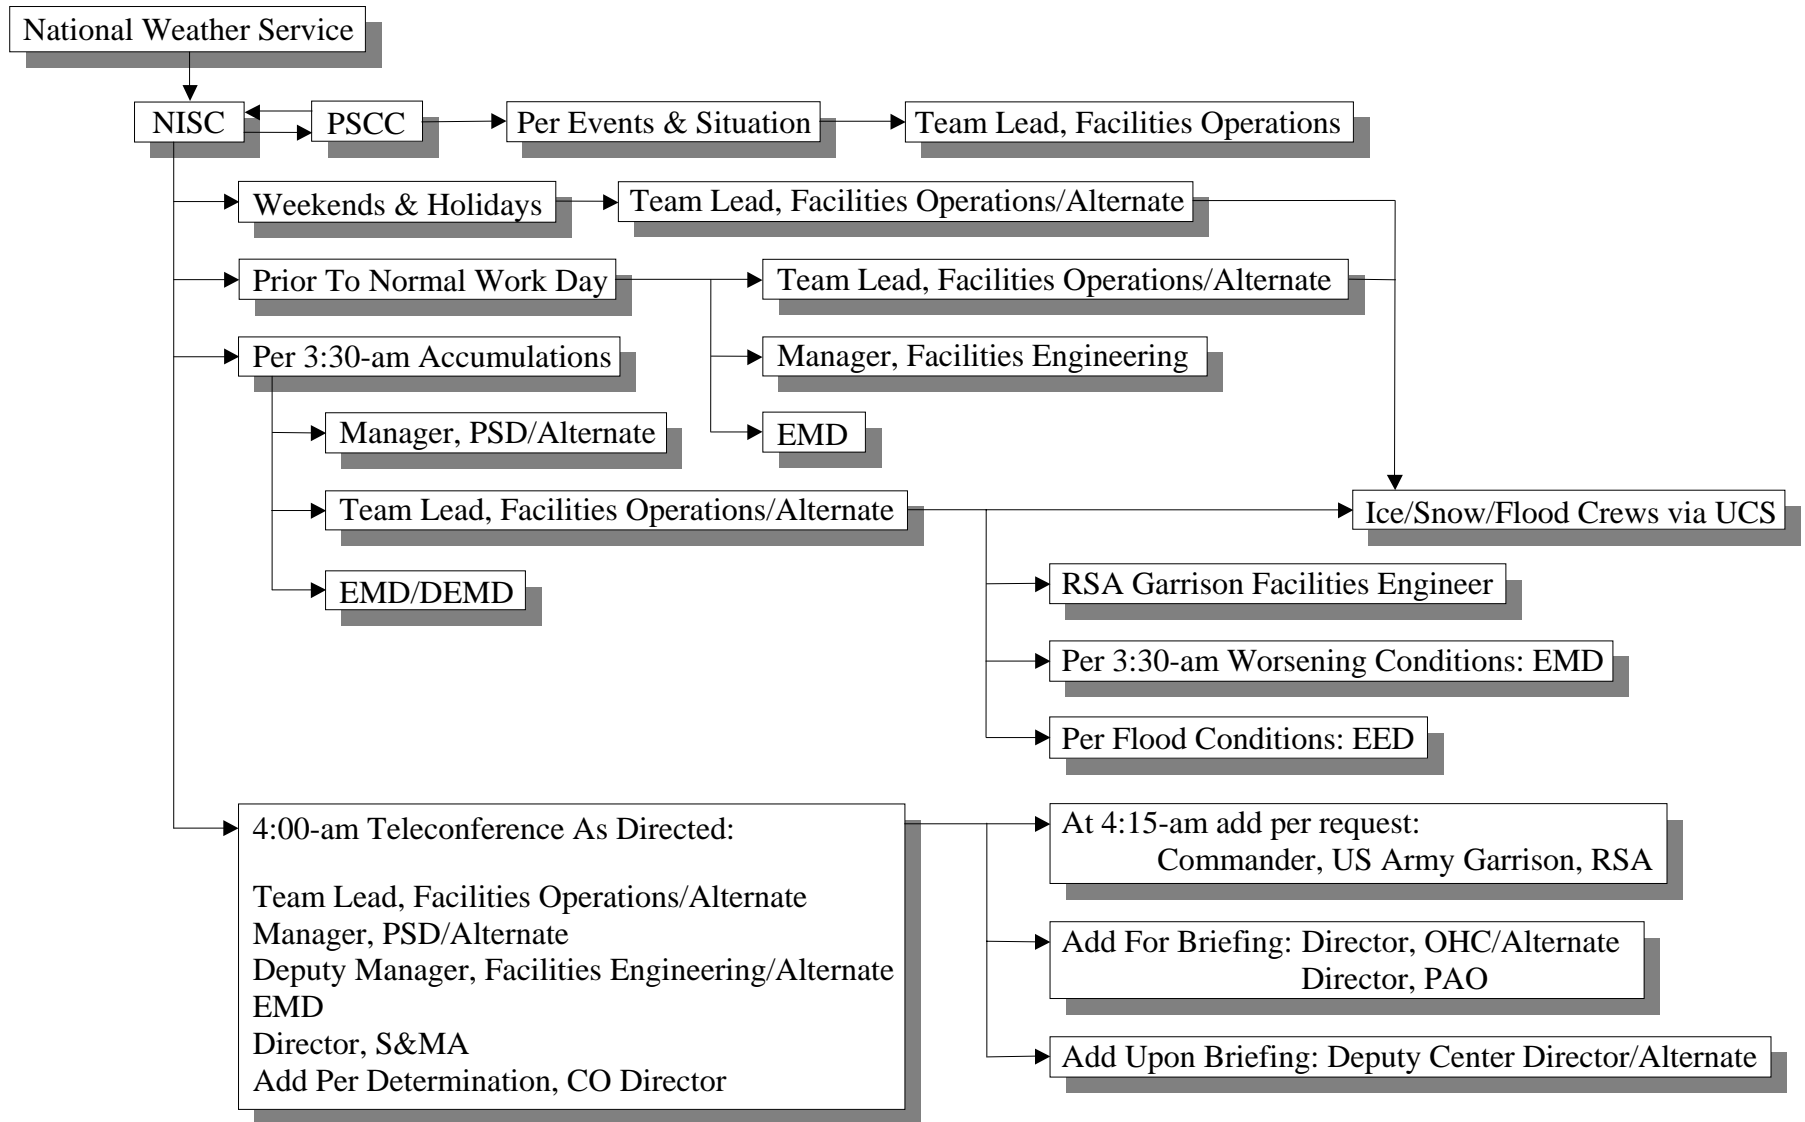 National Weather Service
NISC
PSCC
Per Events & Situation
Team Lead, Facilities Operations
Weekends & Holidays
Team Lead, Facilities Operations/Alternate
Prior To Normal Work Day
Team Lead, Facilities Operations/Alternate
Per 3:30-am Accumulations
Manager, Facilities Engineering
Manager, PSD/Alternate
EMD
Team Lead, Facilities Operations/Alternate
Ice/Snow/Flood Crews via UCS
EMD/DEMD
RSA Garrison Facilities Engineer
Per 3:30-am Worsening Conditions: EMD
Per Flood Conditions: EED
4:00-am Teleconference As Directed:
Team Lead, Facilities Operations/Alternate
Manager, PSD/Alternate
Deputy Manager, Facilities Engineering/Alternate
EMD
Director, S&MA
Add Per Determination, CO Director
At 4:15-am add per request:
Commander, US Army Garrison, RSA
Add For Briefing: Director, OHC/Alternate
Director, PAO
Add Upon Briefing: Deputy Center Director/Alternate